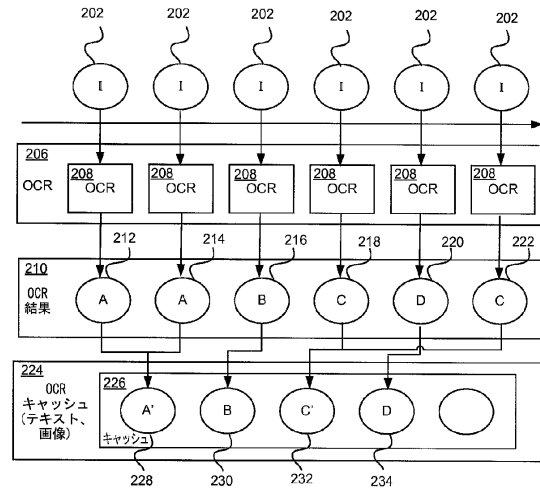 202 202 202 202 202 202
I I I I I I
206
OCR
208 208 208 208 208 208
OCR OCR OCR OCR OCR OCR
212 214 216 218 220 222
210
OCR
結果
A A B C D C
224
OCR
キャッシュ
(テキスト、
画像)
226
A' B C' D
キャッシュ
228 230 232 234